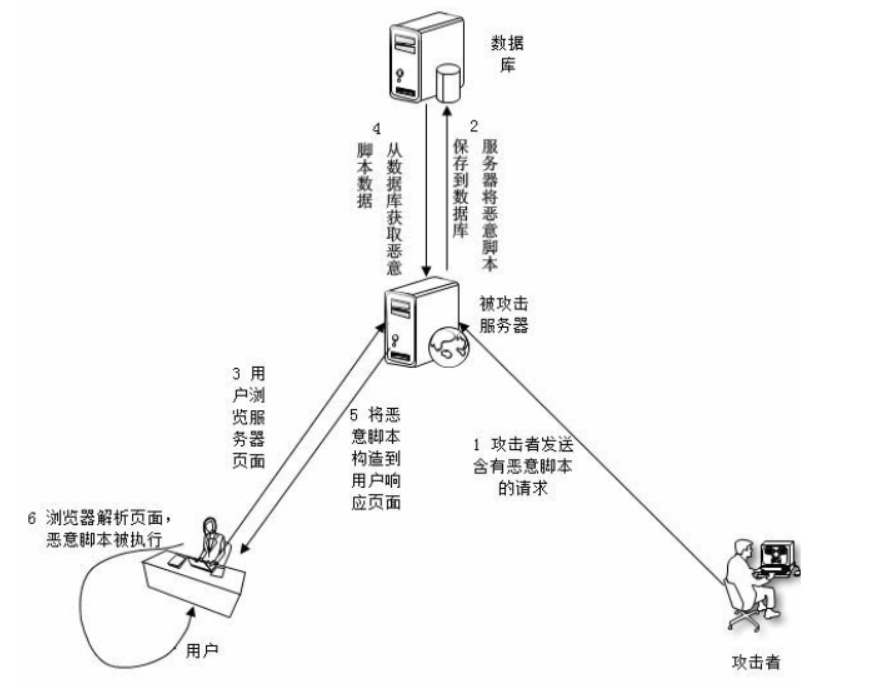 数据
库
4
从数据库获取恶意
脚本数据
2
服务器将恶意脚本
保存到数据库
被攻击
服务器
3 用
户浏
览服
务器
页面
5 将恶
意脚本
构造到
用户响
应页面
1 攻击者发送
含有恶意脚本
的请求
6 浏览器解析页面，
恶意脚本被执行
用户
攻击者